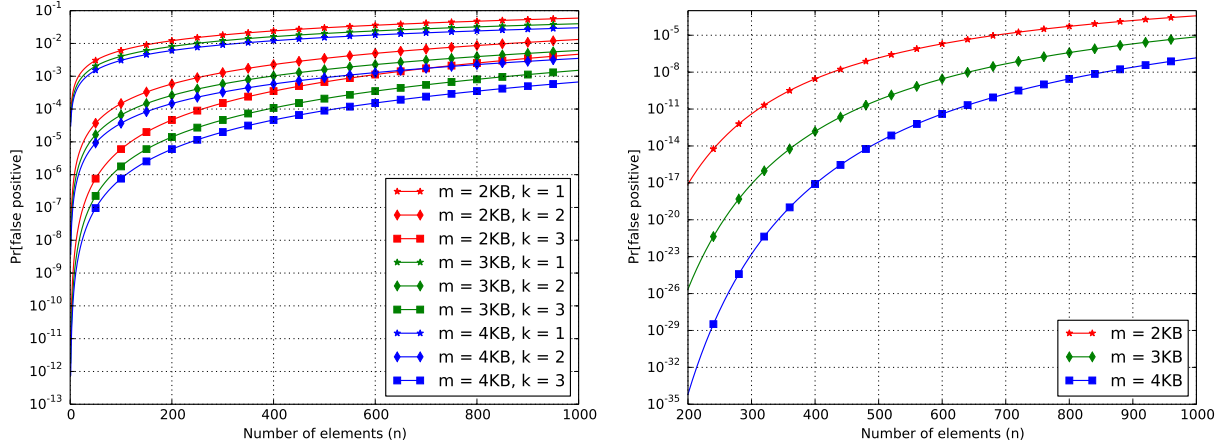 Pr[false positive]
10-1
10-2
10-3
10-4
10-5
10-6
10-7
10-8
10-9
10-10
10-11
10-12
10-13
0 200 400 600 800 1000
Number of elements (n)
m = 2KB, k = 1
m = 2KB, k = 2
m = 2KB, k = 3
m = 3KB, k = 1
m = 3KB, k = 2
m = 3KB, k = 3
m = 4KB, k = 1
m = 4KB, k = 2
m = 4KB, k = 3
Pr[false positive]
10-5
10-8
10-11
10-14
10-17
10-20
10-23
10-26
10-29
10-32
10-35
200 300 400 500 600 700 800 900 1000
Number of elements (n)
m = 2KB
m = 3KB
m = 4KB